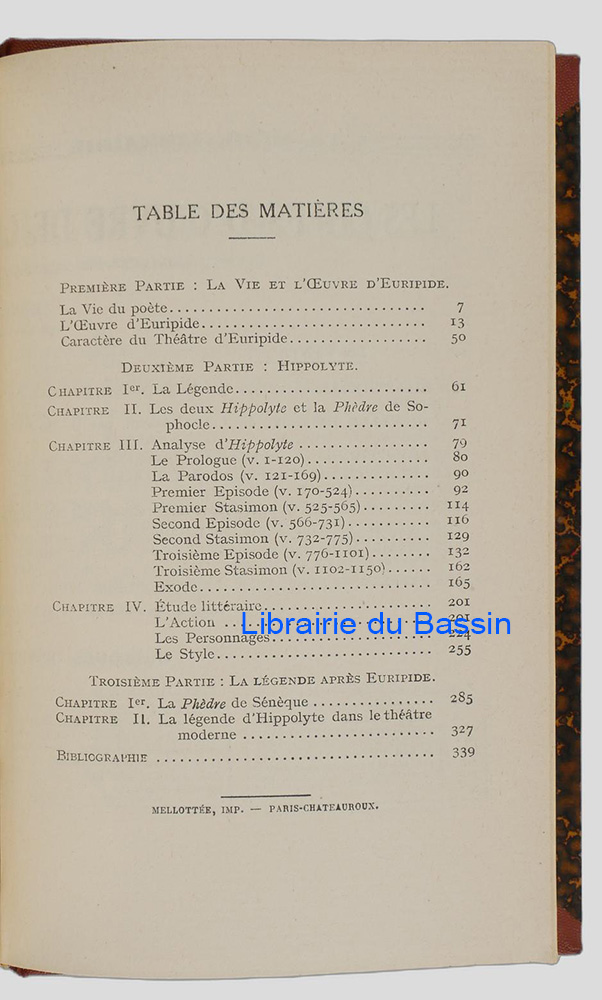 TABLE DES MATIÈRES
PREMIÈRE PARTIE : LA VIE ET L'ŒUVRE D'EURIPIDE.
La Vie du poète................................. 7
L'Œuvre d'Euripide............................. 13
Caractère du Théâtre d'Euripide.................. 50
DEUXIÈME PARTIE : HIPPOLYTE.
CHAPITRE Ier. La Légende......................... 61
CHAPITRE II. Les deux Hippolyte et la Phèdre de So-
phocle............................ 71
CHAPITRE III. Analyse d'Hippolyte ................. 79
Le Prologue (v. 1-120)................ 80
La Parodos (v. 121-169).............. 90
Premier Episode (v. 170-524).......... 92
Premier Stasimon (v. 525-565)......... 114
Second Episode (v. 566-731)........... 116
Second Stasimon (v. 732-775).......... 129
Troisième Episode (v. 776-1101)........ 132
Troisième Stasimon (v. 1102-1150)...... 162
Exode.............................. 165
CHAPITRE IV. Étude littéraire...................... 201
L'Action ........................... 201
Librairie du Bassin
Les Personnages..................... 224
Le Style............................ 255
TROISIÈME PARTIE : LA LÉGENDE APRÈS EURIPIDE.
CHAPITRE Ier. La Phèdre de Sénèque ................ 285
CHAPITRE II. La légende d'Hippolyte dans le théâtre
moderne ......................... 327
BIBLIOGRAPHIE .................................... 339
MELLOTTÉE, IMP. — PARIS-CHATEAUROUX.